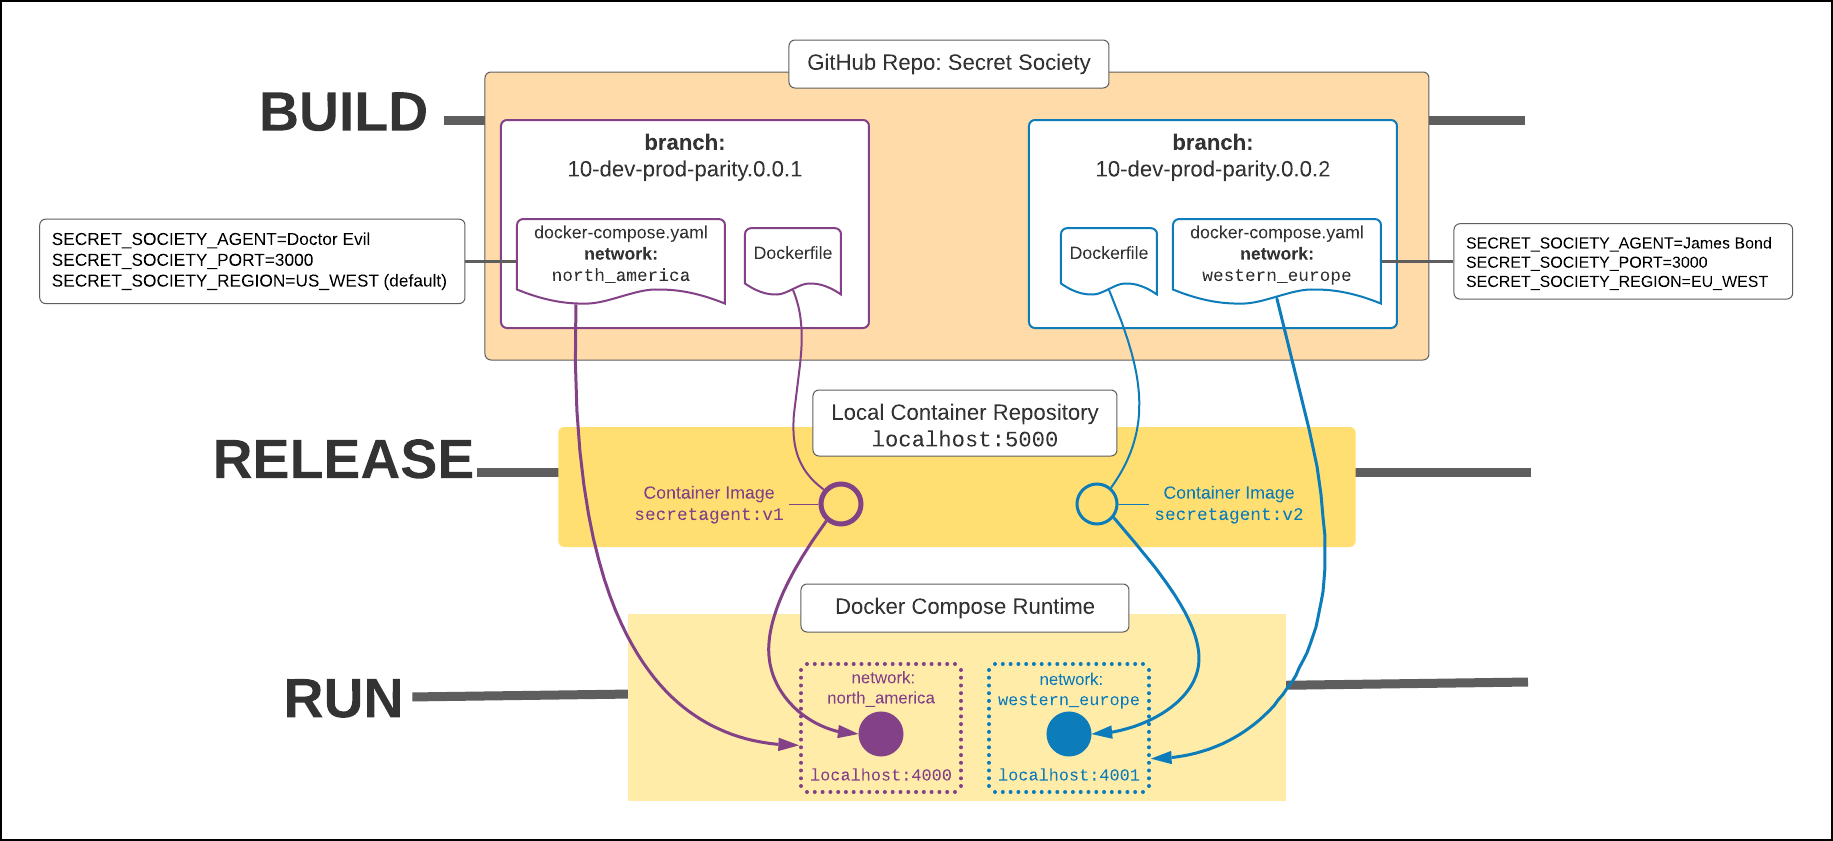 GitHub Repo: Secret Society
BUILD
branch:
10-dev-prod-parity.0.0.1
branch:
10-dev-prod-parity.0.0.2
SECRET_SOCIETY_AGENT=Doctor Evil
SECRET_SOCIETY_PORT=3000
SECRET_SOCIETY_REGION=US_WEST (default)
docker-compose.yaml
network:
north_america
Dockerfile
Dockerfile
docker-compose.yaml
network:
western_europe
SECRET_SOCIETY_AGENT=James Bond
SECRET_SOCIETY_PORT=3000
SECRET_SOCIETY_REGION=EU_WEST
Local Container Repository
localhost:5000
RELEASE
Container Image
secretagent:v1
Container Image
secretagent:v2
Docker Compose Runtime
RUN
network:
north_america
localhost:4000
network:
western_europe
localhost:4001